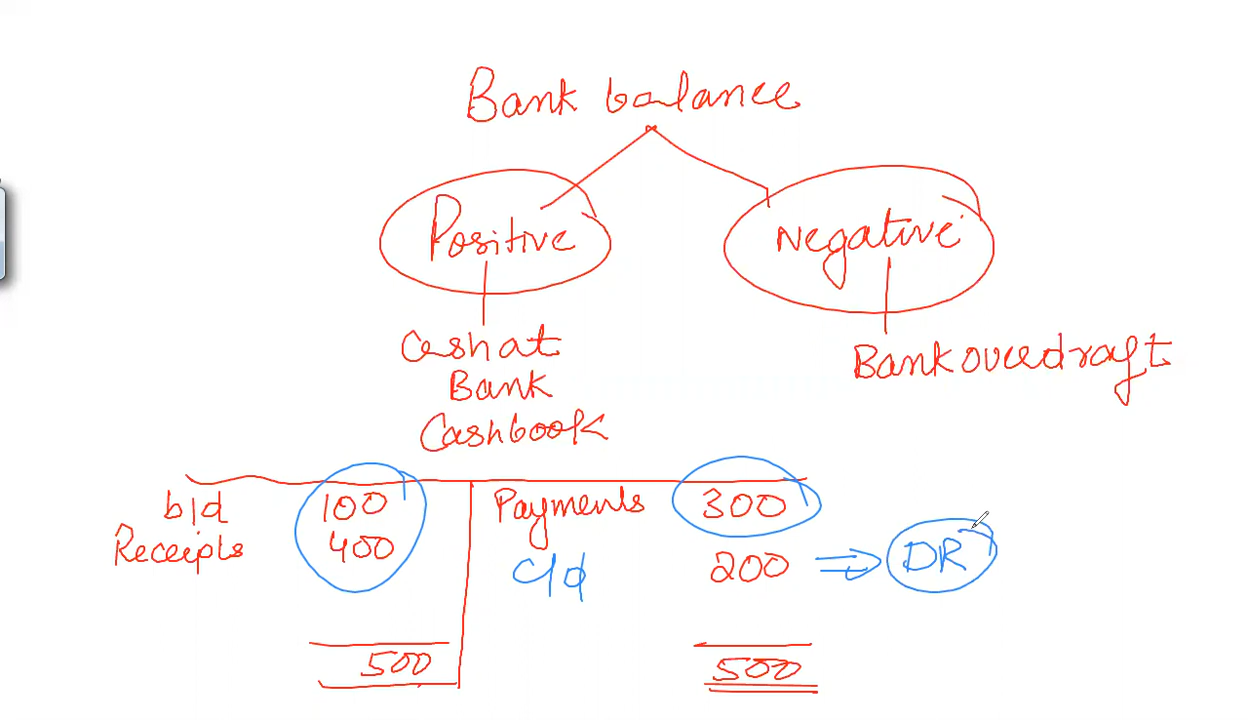 Bank balance
Positive Negative
Cash at Bank overdraft
Bank
Cashbook
b/d 100 Payments 300
Receipts 400
c/d 200 ⇒ DR
500 500